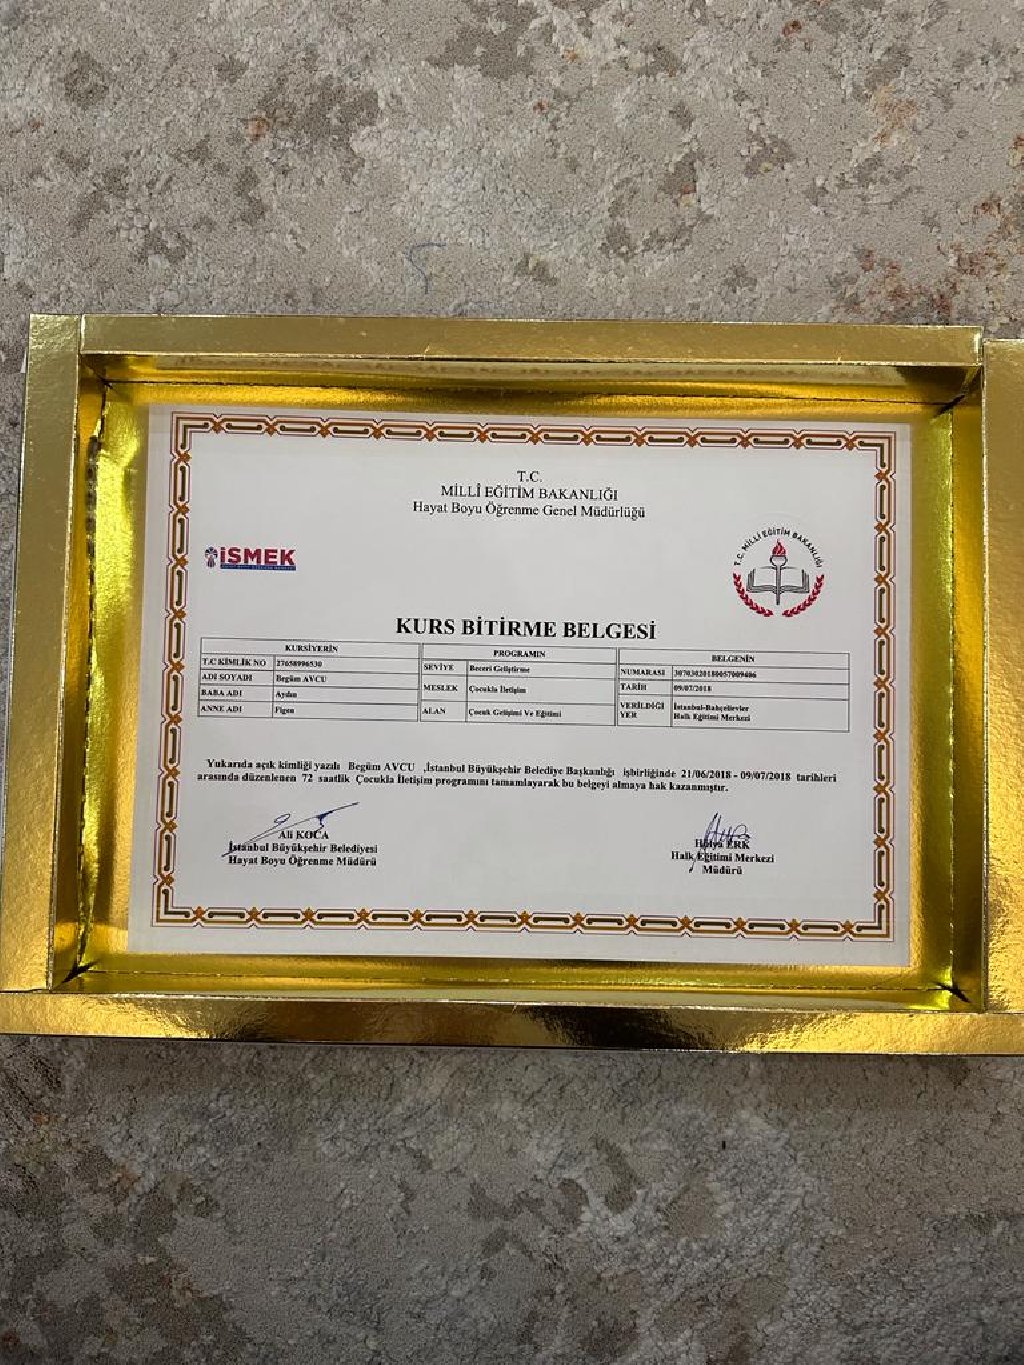 T.C.
MİLLÎ EĞİTİM BAKANLIĞI
Hayat Boyu Öğrenme Genel Müdürlüğü
İSMEK
T.C. MİLLİ EĞİTİM BAKANLIĞI
KURS BİTİRME BELGESİ
KURSİYERİN
T.C KİMLİK NO 27658996530
ADI SOYADI Begüm AVCU
BABA ADI Aydın
ANNE ADI Figen
PROGRAMIN
SEVİYE Beceri Geliştirme
MESLEK Çocukla İletişim
ALAN Çocuk Gelişimi Ve Eğitimi
BELGENİN
NUMARASI
TARİH 09/07/2018
VERİLDİĞİ YER İstanbul-Bahçelievler
Halk Eğitimi Merkezi
Yukarıda açık kimliği yazılı Begüm AVCU ,İstanbul Büyükşehir Belediye Başkanlığı işbirliğinde 21/06/2018 - 09/07/2018 tarihleri
arasında düzenlenen 72 saatlik Çocukla İletişim programını tamamlayarak bu belgeyi almaya hak kazanmıştır.
Ali KOCA
İstanbul Büyükşehir Belediyesi
Hayat Boyu Öğrenme Müdürü
Hülya ERK
Halk Eğitimi Merkezi
Müdürü